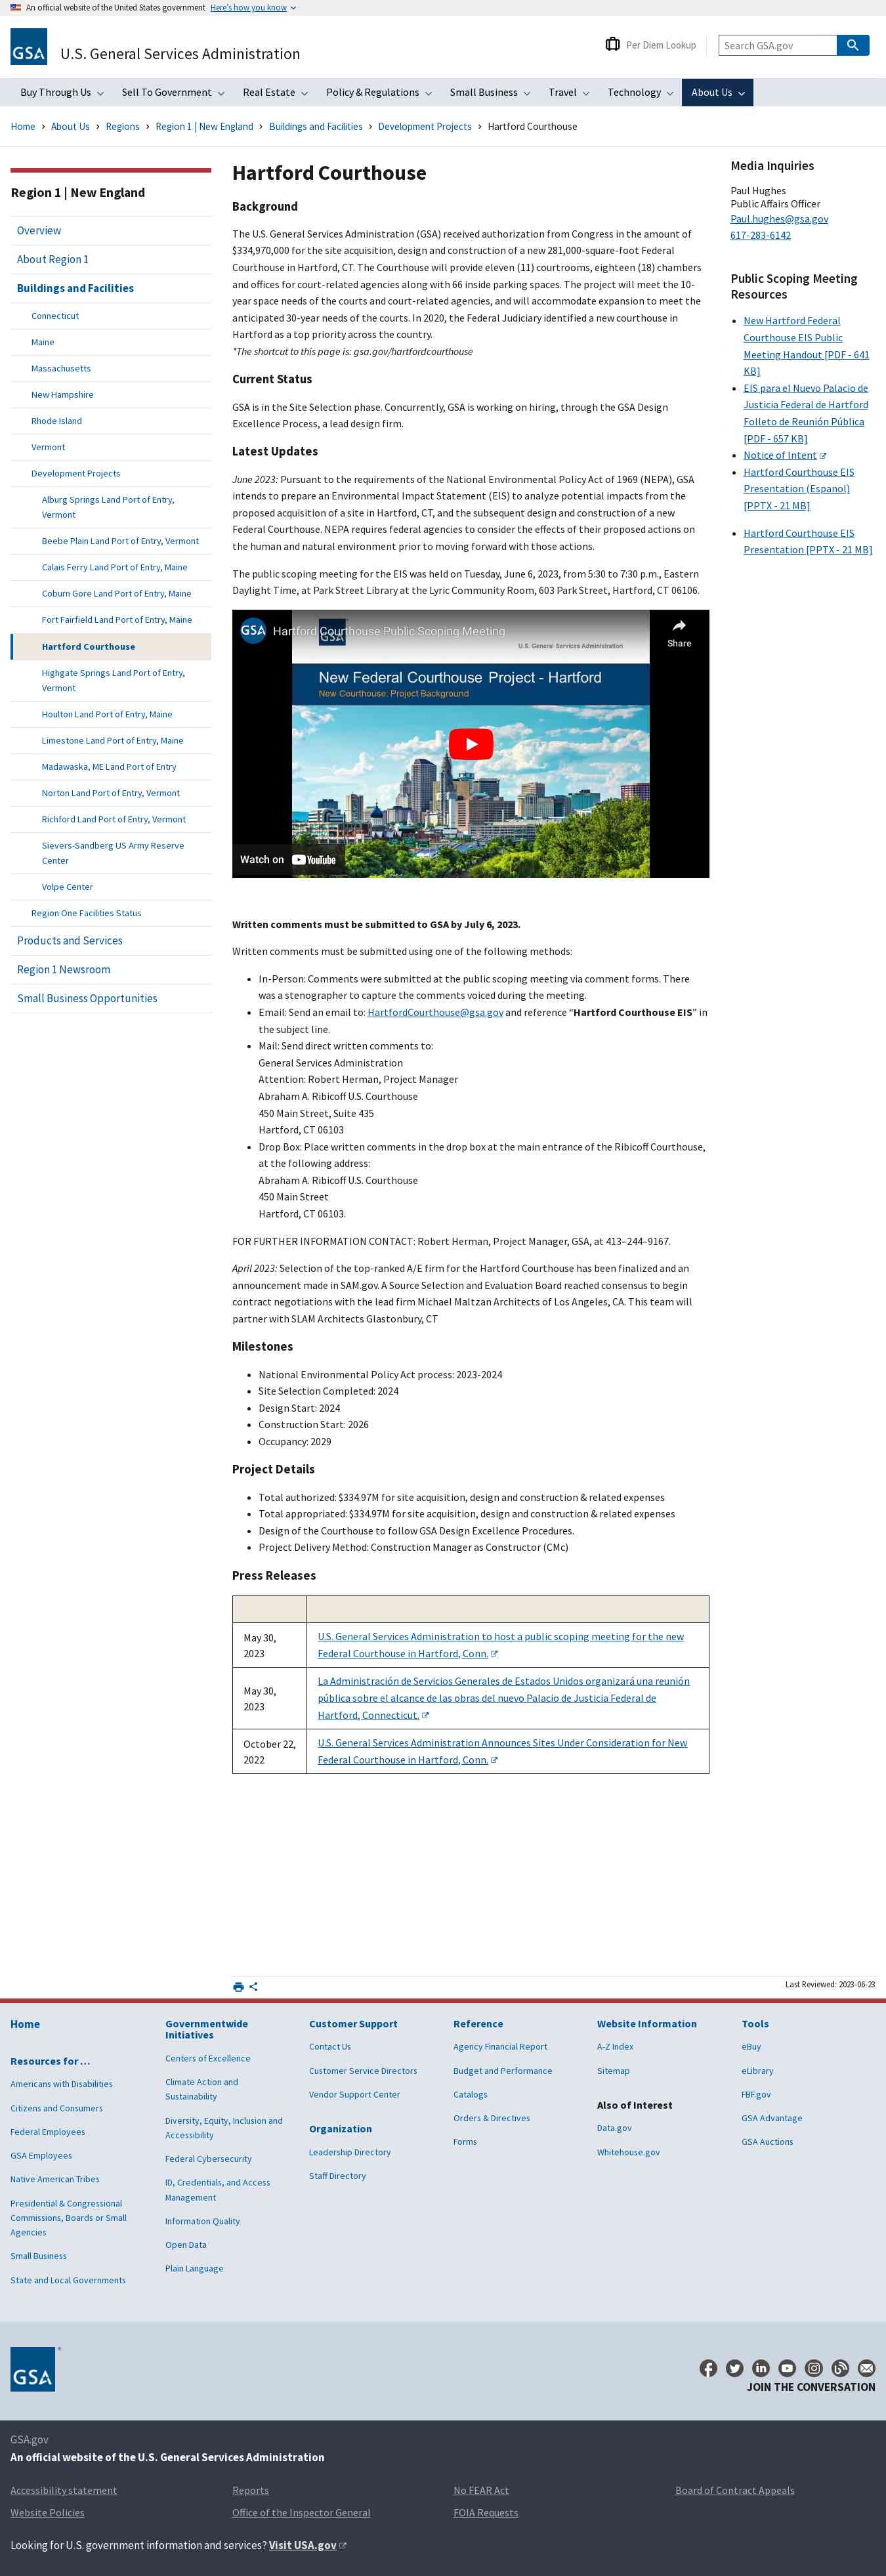 An official website of the United States government Here's how you know
GSA U.S. General Services Administration
Per Diem Lookup
Search GSA.gov
Buy Through Us Sell To Government Real Estate Policy & Regulations Small Business Travel Technology About Us
Home > About Us > Regions > Region 1 | New England > Buildings and Facilities > Development Projects > Hartford Courthouse
Region 1 | New England
Overview
About Region 1
Buildings and Facilities
Connecticut
Maine
Massachusetts
New Hampshire
Rhode Island
Vermont
Development Projects
Alburg Springs Land Port of Entry,
Vermont
Beebe Plain Land Port of Entry, Vermont
Calais Ferry Land Port of Entry, Maine
Coburn Gore Land Port of Entry, Maine
Fort Fairfield Land Port of Entry, Maine
Hartford Courthouse
Highgate Springs Land Port of Entry,
Vermont
Houlton Land Port of Entry, Maine
Limestone Land Port of Entry, Maine
Madawaska, ME Land Port of Entry
Norton Land Port of Entry, Vermont
Richford Land Port of Entry, Vermont
Sievers-Sandberg US Army Reserve
Center
Volpe Center
Region One Facilities Status
Products and Services
Region 1 Newsroom
Small Business Opportunities
Hartford Courthouse
Background
The U.S. General Services Administration (GSA) received authorization from Congress in the amount of
$334,970,000 for the site acquisition, design and construction of a new 281,000-square-foot Federal
Courthouse in Hartford, CT. The Courthouse will provide eleven (11) courtrooms, eighteen (18) chambers
and office space along with 66 inside parking spaces. The project will meet the 10-
year space needs of the courts and court-related agencies, and will accommodate expansion to meet the
anticipated 30-year needs of the courts. In 2020, the Federal Judiciary identified a new courthouse in
Hartford as a top priority across the country.
*The shortcut to this page is: gsa.gov/hartfordcourthouse
Current Status
GSA is in the Site Selection phase. Concurrently, GSA is working on hiring, through the GSA Design
Excellence Process, a lead design firm.
Latest Updates
June 2023: Pursuant to the requirements of the National Environmental Policy Act of 1969 (NEPA), GSA
intends to prepare an Environmental Impact Statement (EIS) to analyze potential impacts from the
proposed acquisition of a site in Hartford, CT, and the subsequent design and construction of a new
Federal Courthouse. NEPA requires federal agencies to consider the effects of their proposed actions on
the human and natural environment prior to moving forward with those actions.
The public scoping meeting for the EIS was held on Tuesday, June 6, 2023, from 5:30 to 7:30 p.m., Eastern
Daylight Time, at Park Street Library at the Lyric Community Room, 603 Park Street, Hartford, CT 06106.
GSA Hartford Courthouse Public Scoping Meeting
Share
U.S. General Services Administration
New Federal Courthouse Project - Hartford
New Courthouse: Project Background
Watch on YouTube
Written comments must be submitted to GSA by July 6, 2023.
Written comments must be submitted using one of the following methods:
In-Person: Comments were submitted at the public scoping meeting via comment forms. There
was a stenographer to capture the comments voiced during the meeting.
Email: Send an email to: HartfordCourthouse@gsa.gov and reference “Hartford Courthouse EIS” in
the subject line.
Mail: Send direct written comments to:
General Services Administration
Attention: Robert Herman, Project Manager
Abraham A. Ribicoff U.S. Courthouse
450 Main Street, Suite 435
Hartford, CT 06103
Drop Box: Place written comments in the drop box at the main entrance of the Ribicoff Courthouse,
at the following address:
Abraham A. Ribicoff U.S. Courthouse
450 Main Street
Hartford, CT 06103.
FOR FURTHER INFORMATION CONTACT: Robert Herman, Project Manager, GSA, at 413–244–9167.
April 2023: Selection of the top-ranked A/E firm for the Hartford Courthouse has been finalized and an
announcement made in SAM.gov. A Source Selection and Evaluation Board reached consensus to begin
contract negotiations with the lead firm Michael Maltzan Architects of Los Angeles, CA. This team will
partner with SLAM Architects Glastonbury, CT
Milestones
National Environmental Policy Act process: 2023-2024
Site Selection Completed: 2024
Design Start: 2024
Construction Start: 2026
Occupancy: 2029
Project Details
Total authorized: $334.97M for site acquisition, design and construction & related expenses
Total appropriated: $334.97M for site acquisition, design and construction & related expenses
Design of the Courthouse to follow GSA Design Excellence Procedures.
Project Delivery Method: Construction Manager as Constructor (CMc)
Press Releases
May 30,
2023
U.S. General Services Administration to host a public scoping meeting for the new
Federal Courthouse in Hartford, Conn.
May 30,
2023
La Administración de Servicios Generales de Estados Unidos organizará una reunión
pública sobre el alcance de las obras del nuevo Palacio de Justicia Federal de
Hartford, Connecticut.
October 22,
2022
U.S. General Services Administration Announces Sites Under Consideration for New
Federal Courthouse in Hartford, Conn.
Media Inquiries
Paul Hughes
Public Affairs Officer
Paul.hughes@gsa.gov
617-283-6142
Public Scoping Meeting
Resources
New Hartford Federal
Courthouse EIS Public
Meeting Handout [PDF - 641
KB]
EIS para el Nuevo Palacio de
Justicia Federal de Hartford
Folleto de Reunión Pública
[PDF - 657 KB]
Notice of Intent
Hartford Courthouse EIS
Presentation (Espanol)
[PPTX - 21 MB]
Hartford Courthouse EIS
Presentation [PPTX - 21 MB]
Last Reviewed: 2023-06-23
Home
Resources for …
Americans with Disabilities
Citizens and Consumers
Federal Employees
GSA Employees
Native American Tribes
Presidential & Congressional
Commissions, Boards or Small
Agencies
Small Business
State and Local Governments
Governmentwide
Initiatives
Centers of Excellence
Climate Action and
Sustainability
Diversity, Equity, Inclusion and
Accessibility
Federal Cybersecurity
ID, Credentials, and Access
Management
Information Quality
Open Data
Plain Language
Customer Support
Contact Us
Customer Service Directors
Vendor Support Center
Organization
Leadership Directory
Staff Directory
Reference
Agency Financial Report
Budget and Performance
Catalogs
Orders & Directives
Forms
Website Information
A-Z Index
Sitemap
Also of Interest
Data.gov
Whitehouse.gov
Tools
eBuy
eLibrary
FBF.gov
GSA Advantage
GSA Auctions
GSA
JOIN THE CONVERSATION
GSA.gov
An official website of the U.S. General Services Administration
Accessibility statement Reports No FEAR Act Board of Contract Appeals
Website Policies Office of the Inspector General FOIA Requests
Looking for U.S. government information and services? Visit USA.gov